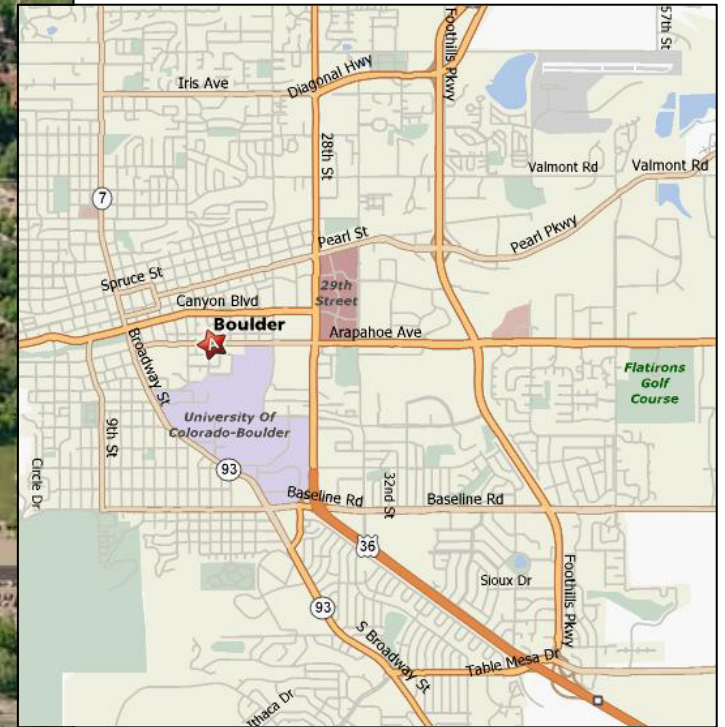 Foothills Pkwy
57th St
Iris Ave
Diagonal Hwy
28th St
Valmont Rd
Valmont Rd
7
Pearl St
Pearl Pkwy
Spruce St
29th
Street
Canyon Blvd
Boulder
Arapahoe Ave
A
Broadway St
Flatirons
Golf
Course
University Of
Colorado-Boulder
9th St
Circle Dr
93
32nd St
Baseline Rd
Baseline Rd
36
Sioux Dr
Foothills Pkwy
93
S Broadway St
Table Mesa Dr
Ithaca Dr